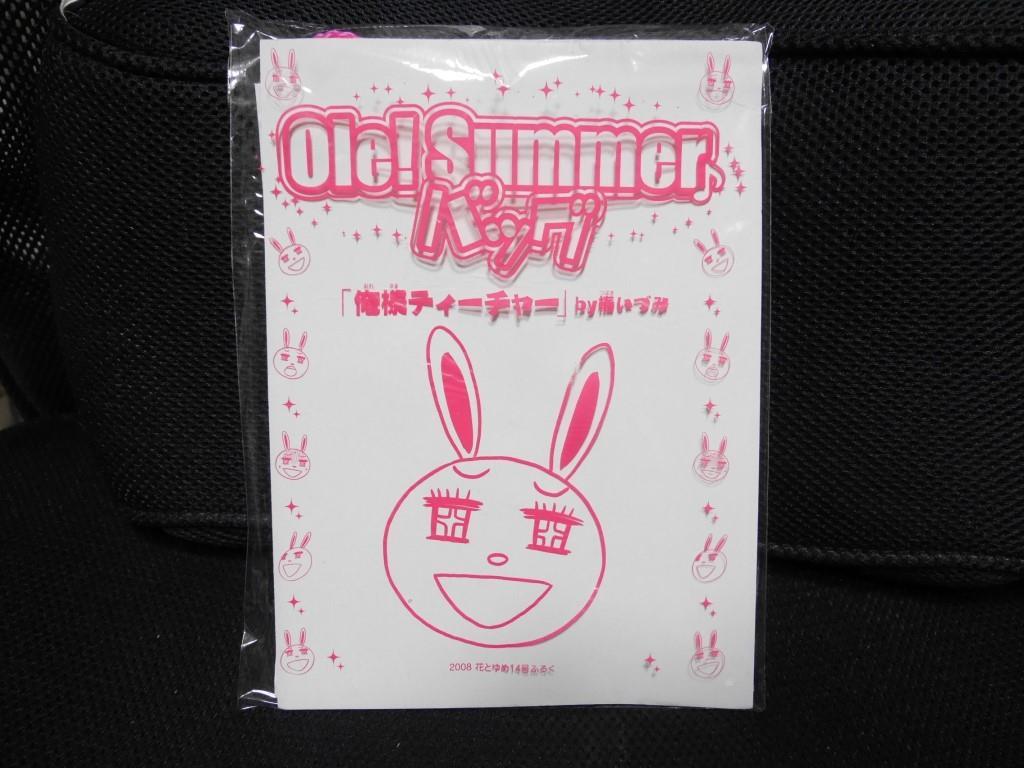 Ole! Summer♪
バッグ
「俺様ティーチャー」by椿いづみ
2008 花とゆめ14号ふろく